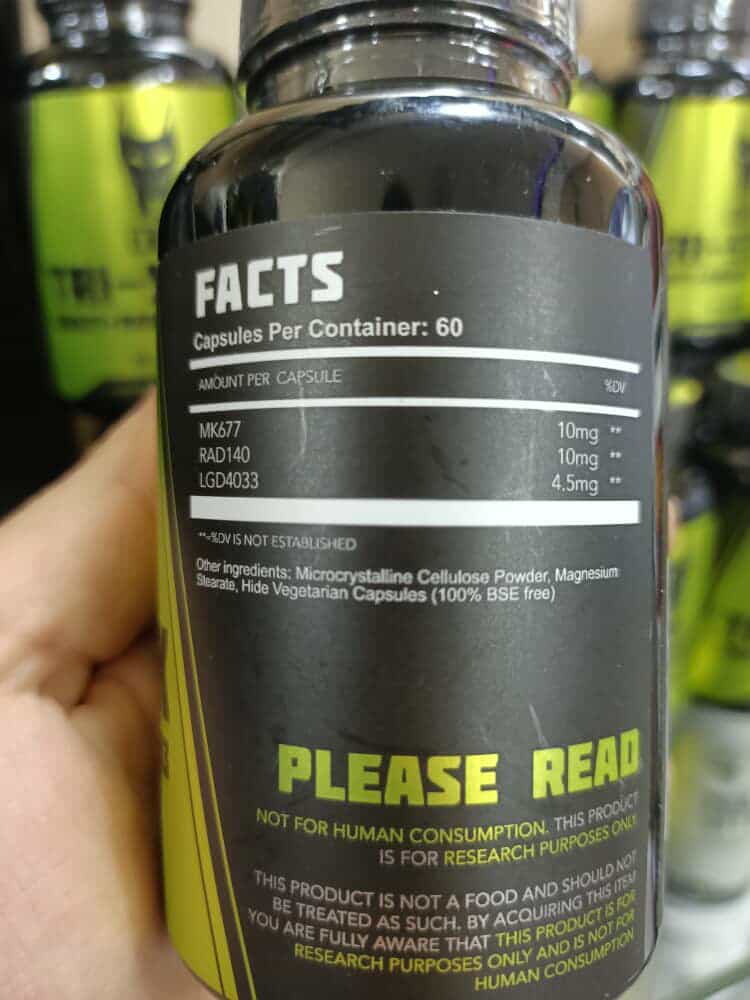 FACTS
Capsules Per Container: 60
AMOUNT PER CAPSULE %DV
MK677 10mg **
RAD140 10mg **
LGD4033 4.5mg **
**=%DV IS NOT ESTABLISHED
Other ingredients: Microcrystalline Cellulose Powder, Magnesium
Stearate, Hide Vegetarian Capsules (100% BSE free)
PLEASE READ
NOT FOR HUMAN CONSUMPTION. THIS PRODUCT
IS FOR RESEARCH PURPOSES ONLY
THIS PRODUCT IS NOT A FOOD AND SHOULD NOT
BE TREATED AS SUCH. BY ACQUIRING THIS ITEM
YOU ARE FULLY AWARE THAT THIS PRODUCT IS FOR
RESEARCH PURPOSES ONLY AND IS NOT FOR
HUMAN CONSUMPTION
TRI-